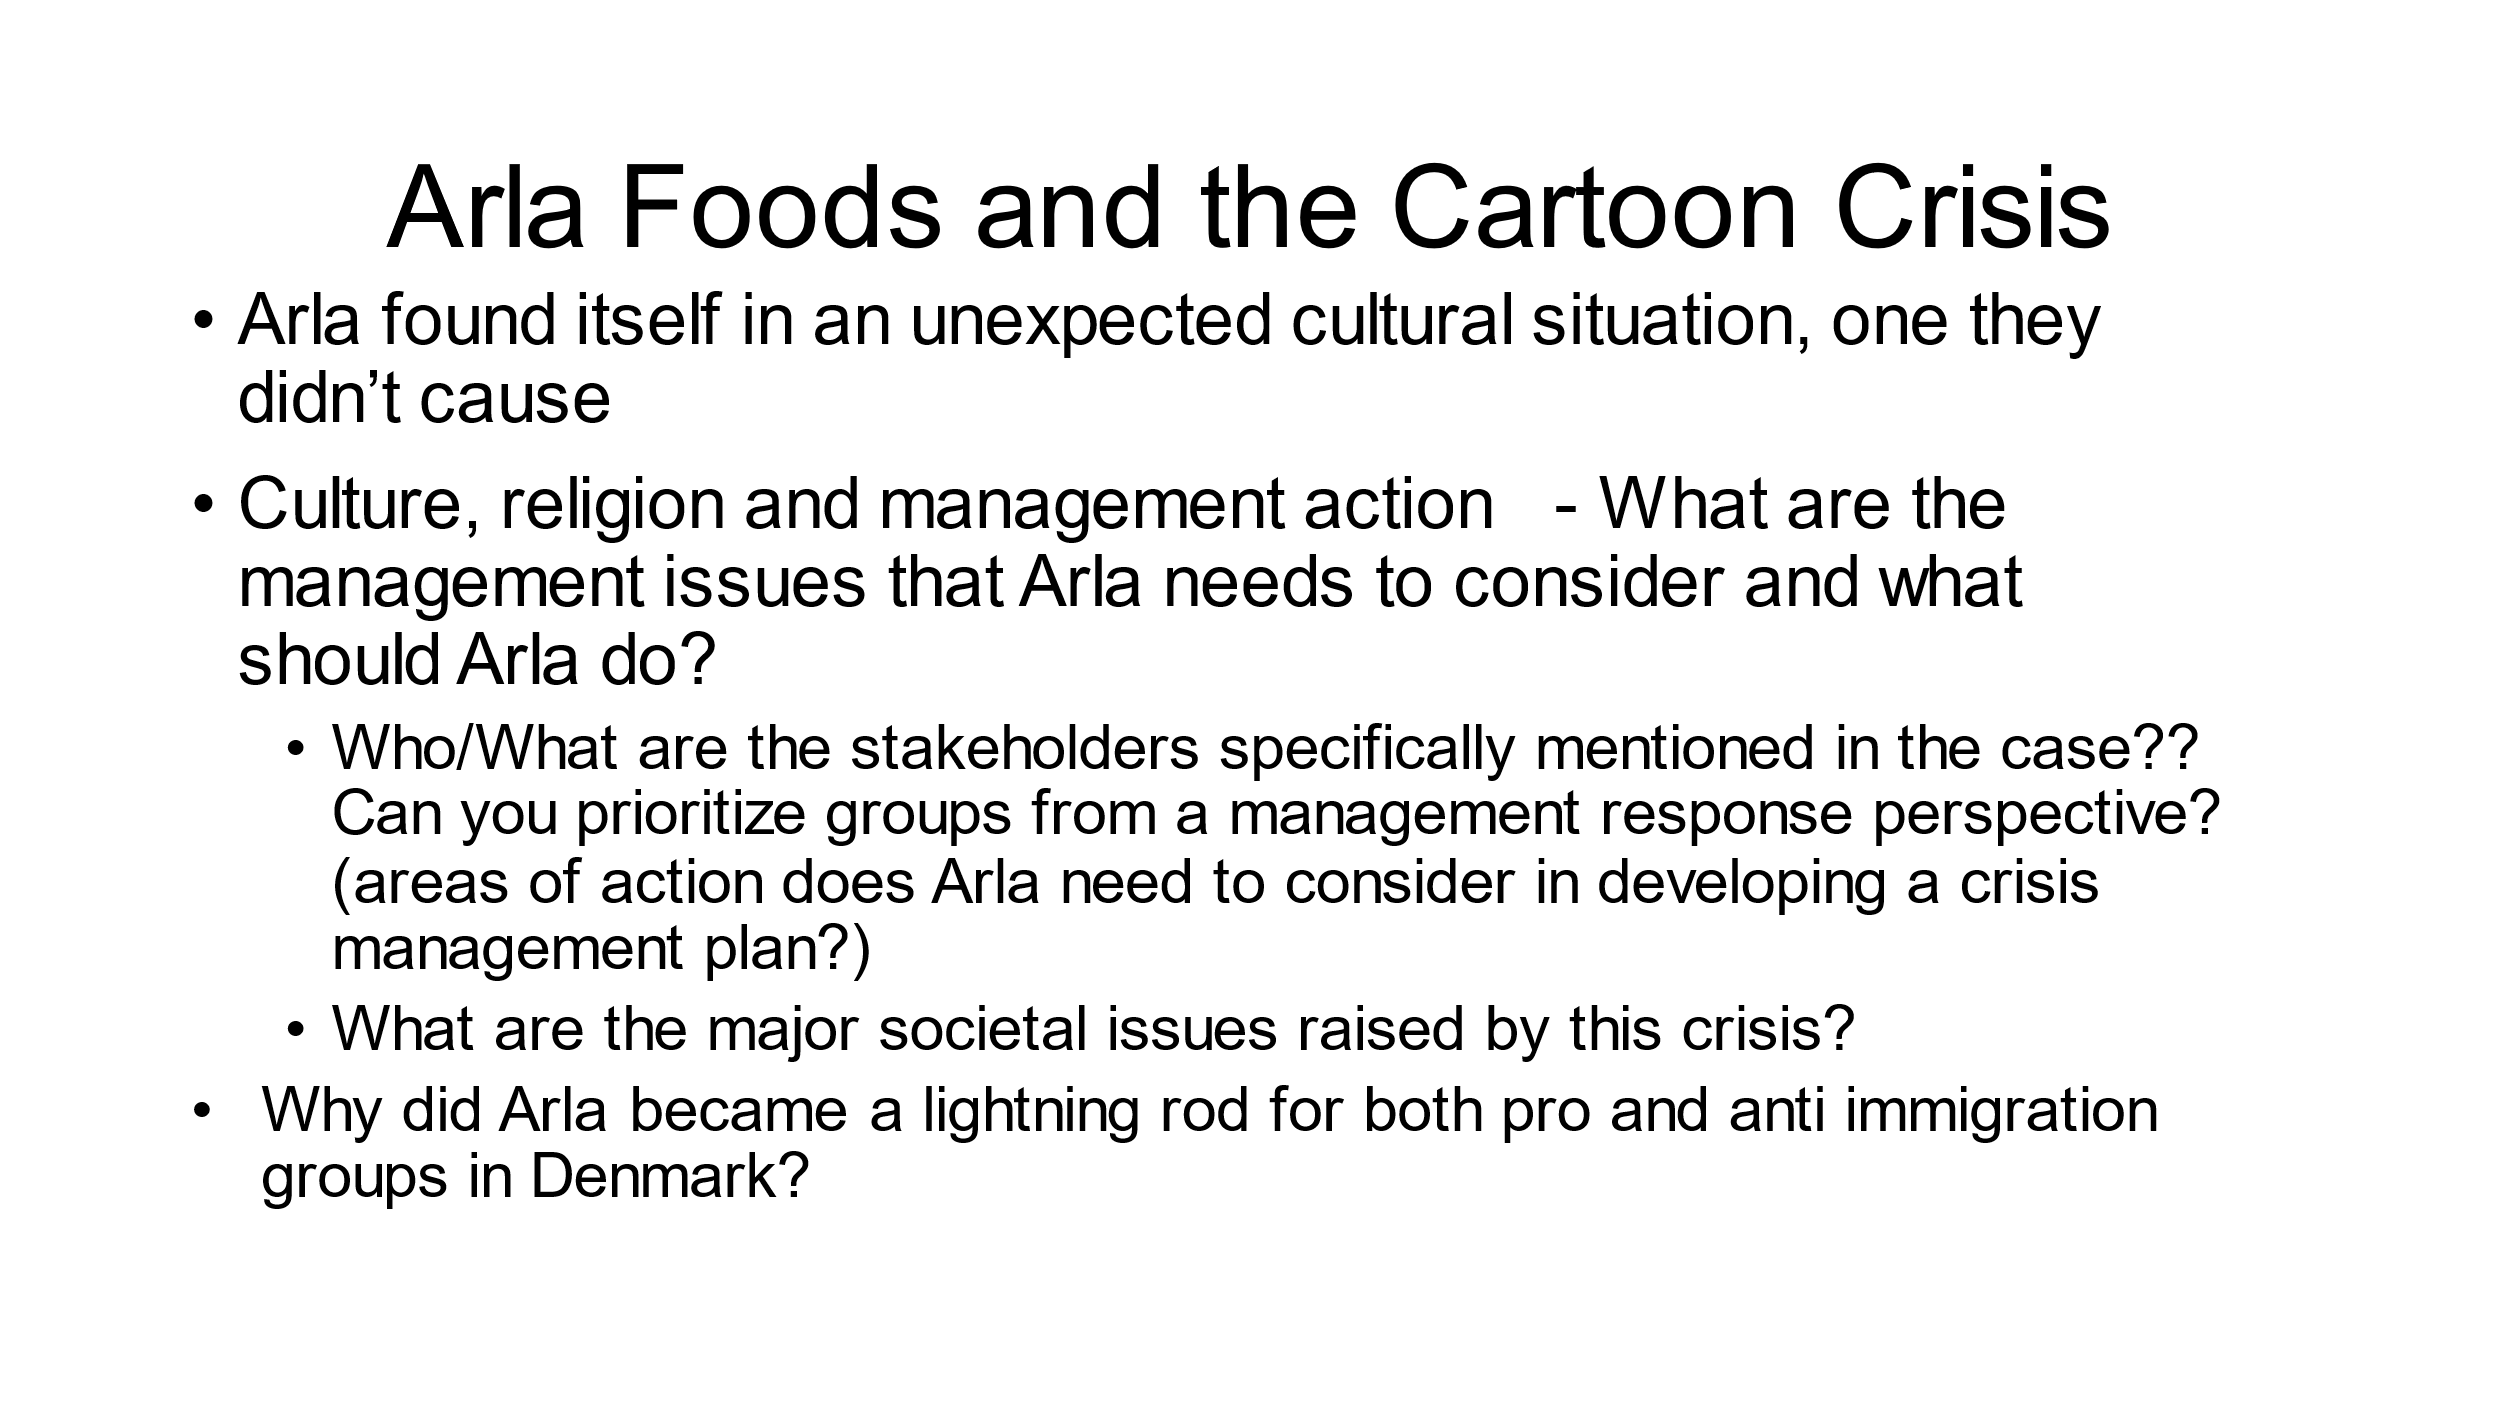 Arla Foods and the Cartoon Crisis
• Arla found itself in an unexpected cultural situation, one they
didn’t cause
• Culture, religion and management action - What are the
management issues that Arla needs to consider and what
should Arla do?
• Who/What are the stakeholders specifically mentioned in the case??
Can you prioritize groups from a management response perspective?
(areas of action does Arla need to consider in developing a crisis
management plan?)
• What are the major societal issues raised by this crisis?
• Why did Arla became a lightning rod for both pro and anti immigration
groups in Denmark?